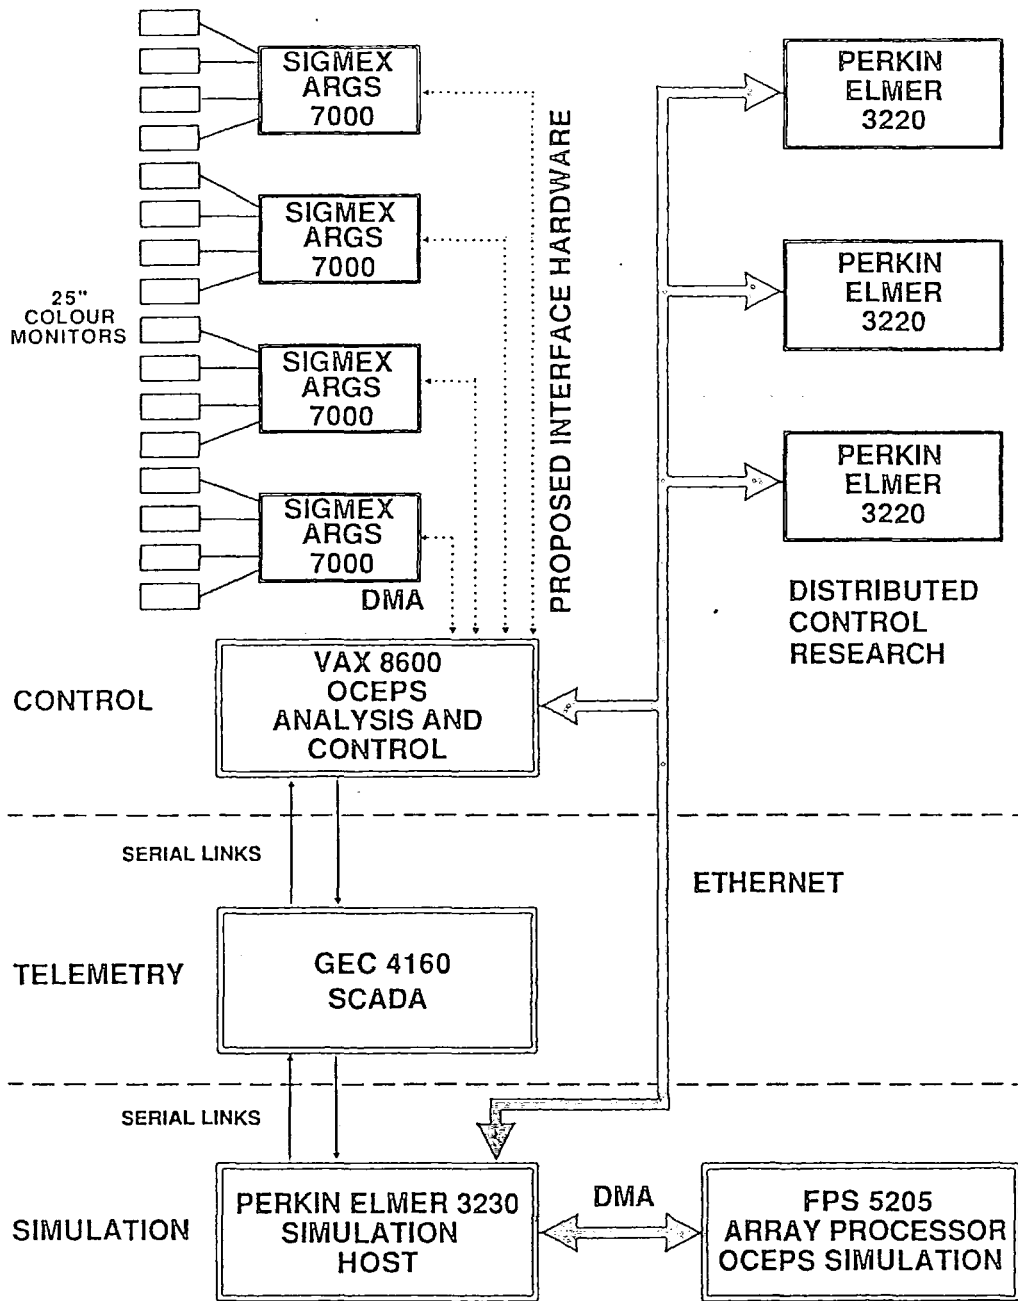 SIGMEX
ARGS
7000
SIGMEX
ARGS
7000
25"
COLOUR
MONITORS
SIGMEX
ARGS
7000
SIGMEX
ARGS
7000
DMA
PROPOSED INTERFACE HARDWARE
PERKIN
ELMER
3220
PERKIN
ELMER
3220
PERKIN
ELMER
3220
DISTRIBUTED
CONTROL
RESEARCH
CONTROL
VAX 8600
OCEPS
ANALYSIS AND
CONTROL
SERIAL LINKS
ETHERNET
TELEMETRY
GEC 4160
SCADA
SERIAL LINKS
SIMULATION
PERKIN ELMER 3230
SIMULATION
HOST
DMA
FPS 5205
ARRAY PROCESSOR
OCEPS SIMULATION